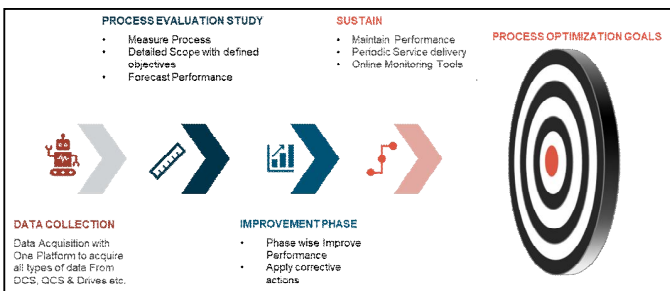 PROCESS EVALUATION STUDY
• Measure Process
• Detailed Scope with defined
objectives
• Forecast Performance
SUSTAIN
• Maintain Performance
• Periodic Service delivery
• Online Monitoring Tools
PROCESS OPTIMIZATION GOALS
DATA COLLECTION
Data Acquisition with
One Platform to acquire
all types of data From
DCS, QCS & Drives etc.
IMPROVEMENT PHASE
• Phase wise Improve
Performance
• Apply corrective
actions